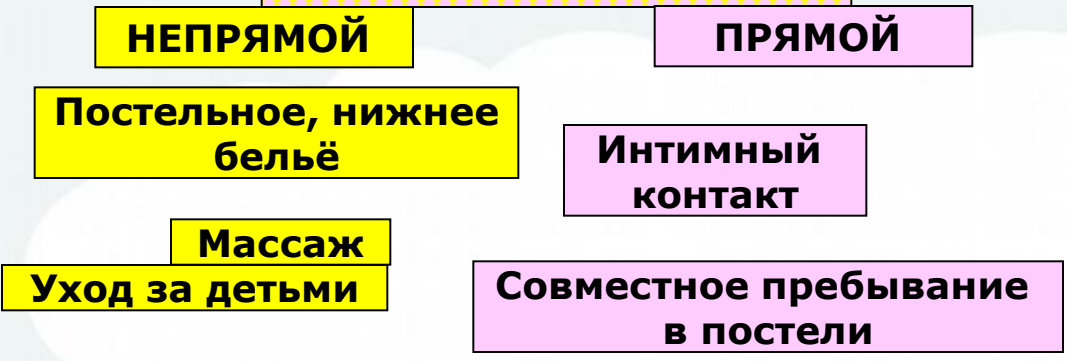 НЕПРЯМОЙ
ПРЯМОЙ
Постельное, нижнее
бельё
Интимный
контакт
Массаж
Уход за детьми
Совместное пребывание
в постели